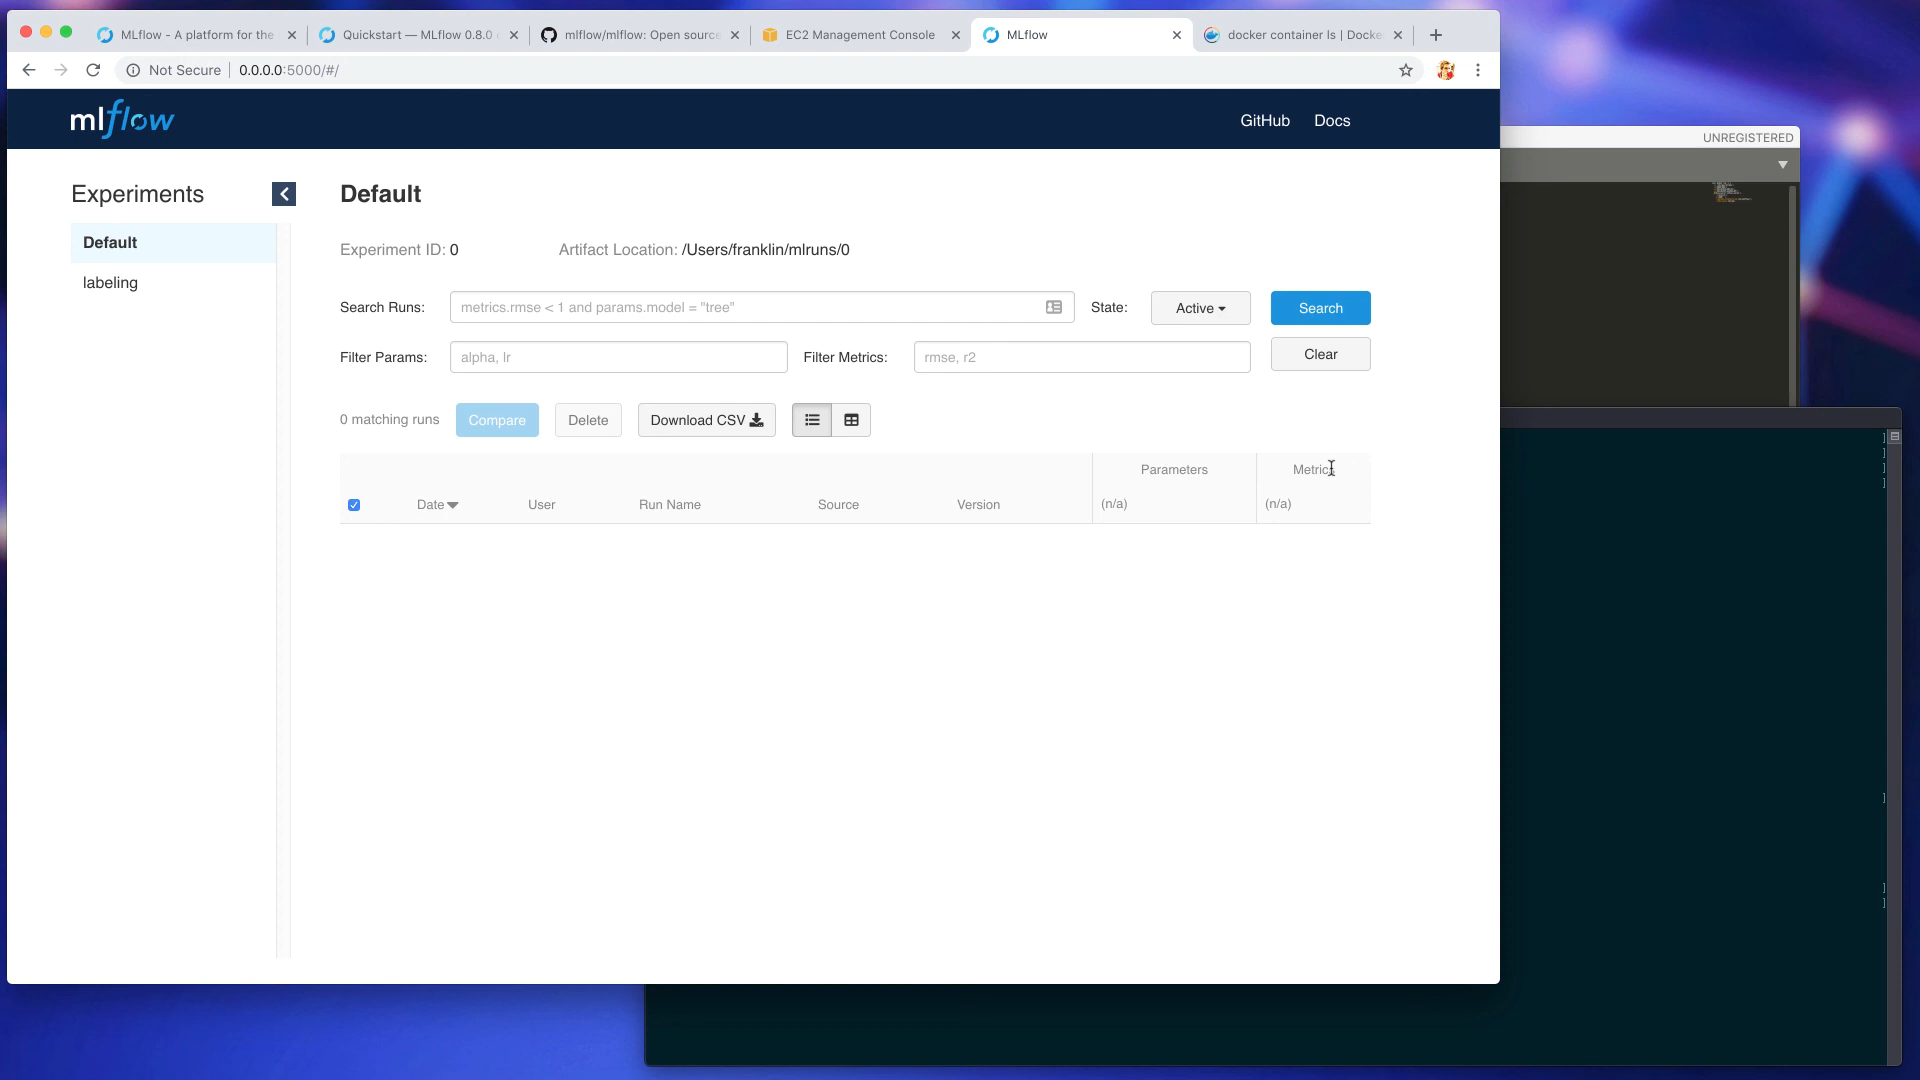 MLflow - A platform for the
Quickstart — MLflow 0.8.0
mlflow/mlflow: Open source
EC2 Management Console
MLflow
docker container ls | Docke
Not Secure
0.0.0.0:5000/#/
mlflow
GitHub
Docs
UNREGISTERED
Experiments
Default
labeling
Default
Experiment ID: 0
Artifact Location: /Users/franklin/mlruns/0
Search Runs:
metrics.rmse < 1 and params.model = "tree"
State:
Active
Search
Filter Params:
alpha, lr
Filter Metrics:
rmse, r2
Clear
0 matching runs
Compare
Delete
Download CSV
Parameters
Metrics
Date
User
Run Name
Source
Version
(n/a)
(n/a)